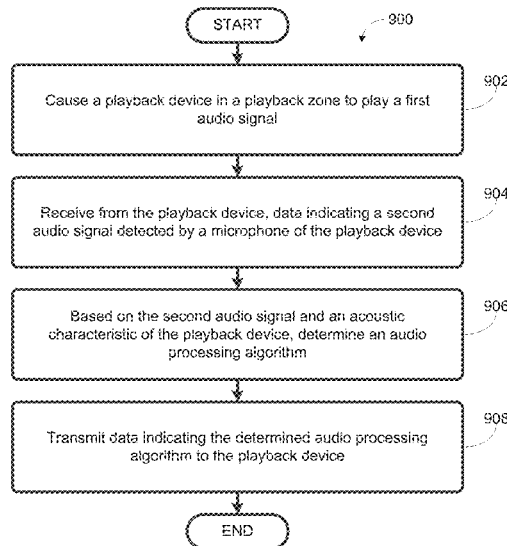 START
900
Cause a playback device in a playback zone to play a first
audio signal
902
Receive from the playback device, data indicating a second
audio signal detected by a microphone of the playback device
904
Based on the second audio signal and an acoustic
characteristic of the playback device, determine an audio
processing algorithm
906
Transmit data indicating the determined audio processing
algorithm to the playback device
908
END